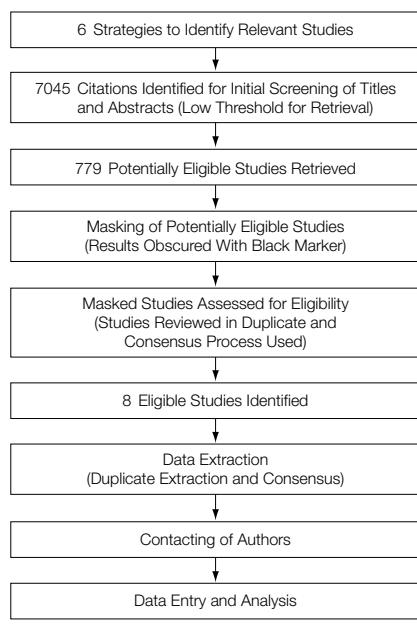 6 Strategies to Identify Relevant Studies
7045 Citations Identified for Initial Screening of Titles
and Abstracts (Low Threshold for Retrieval)
779 Potentially Eligible Studies Retrieved
Masking of Potentially Eligible Studies
(Results Obscured With Black Marker)
Masked Studies Assessed for Eligibility
(Studies Reviewed in Duplicate and
Consensus Process Used)
8 Eligible Studies Identified
Data Extraction
(Duplicate Extraction and Consensus)
Contacting of Authors
Data Entry and Analysis